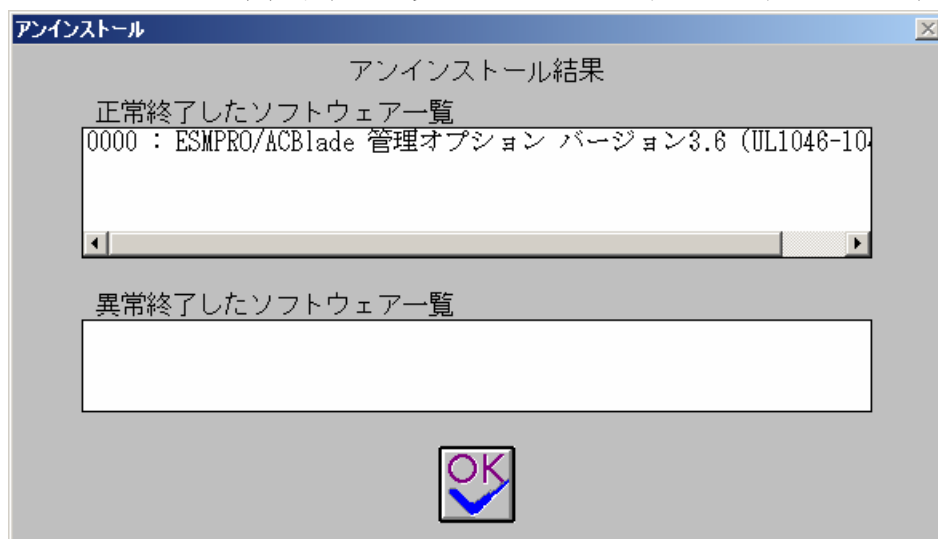 アンインストール
アンインストール結果
正常終了したソフトウェア一覧
0000 : ESMPRO/ACBlade 管理オプション バージョン3.6 (UL1046-10
異常終了したソフトウェア一覧
OK